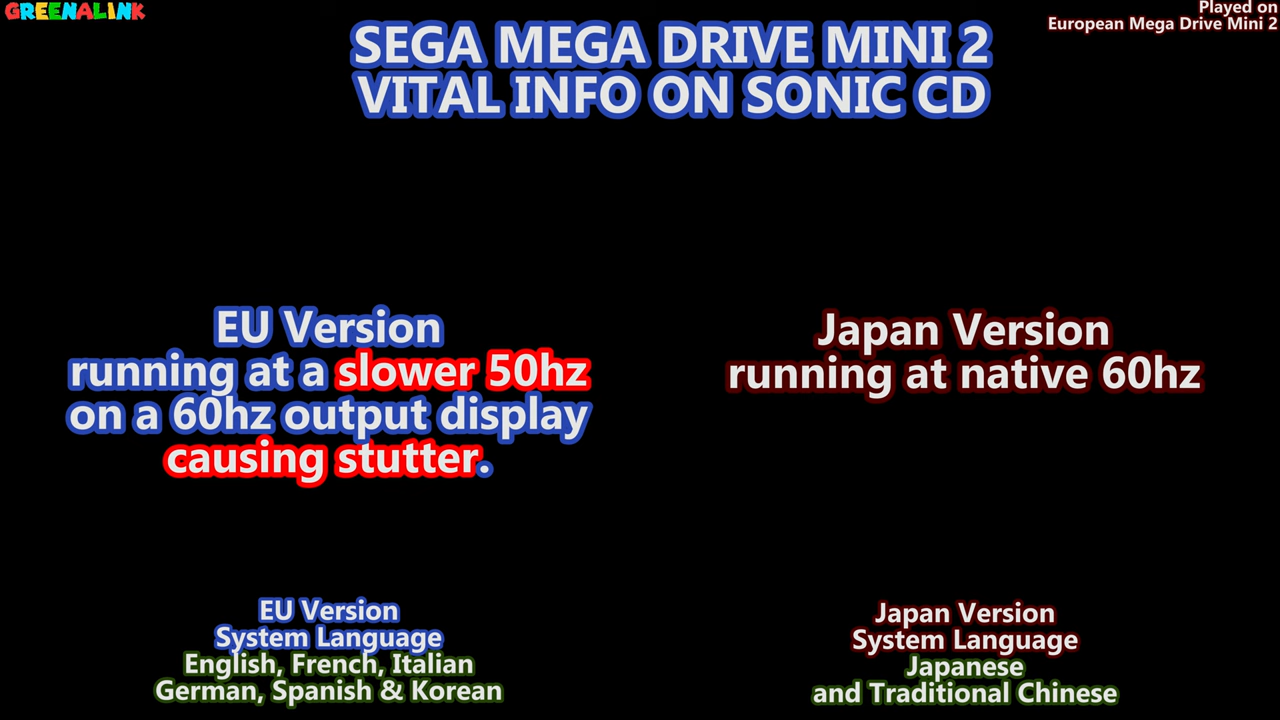 GREENALINK
Played on
European Mega Drive Mini 2
SEGA MEGA DRIVE MINI 2
VITAL INFO ON SONIC CD
EU Version
running at a slower 50hz
on a 60hz output display
causing stutter.
Japan Version
running at native 60hz
EU Version
System Language
English, French, Italian
German, Spanish & Korean
Japan Version
System Language
Japanese
and Traditional Chinese